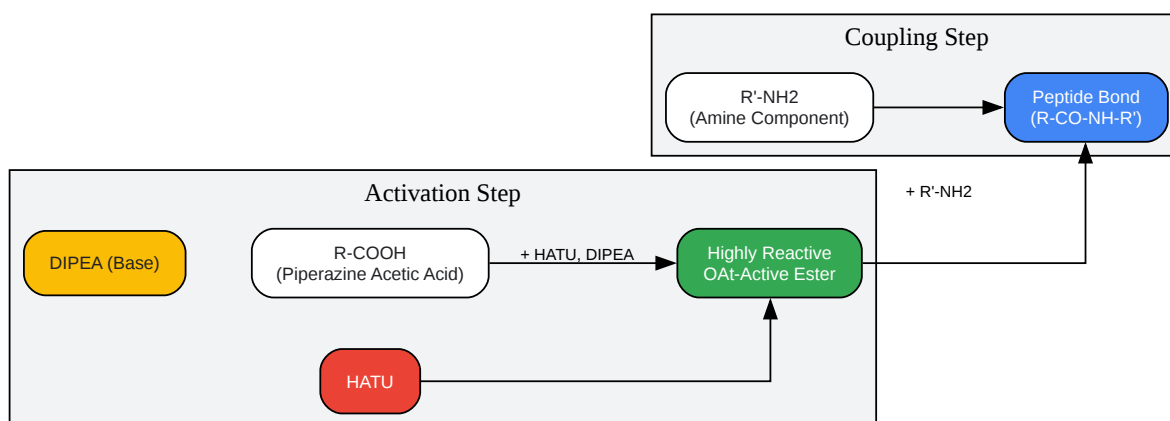 Coupling Step
R'-NH2
(Amine Component)
Peptide Bond
(R-CO-NH-R')
Activation Step
+ R'-NH2
DIPEA (Base)
R-COOH
(Piperazine Acetic Acid)
+ HATU, DIPEA
Highly Reactive
OAt-Active Ester
HATU